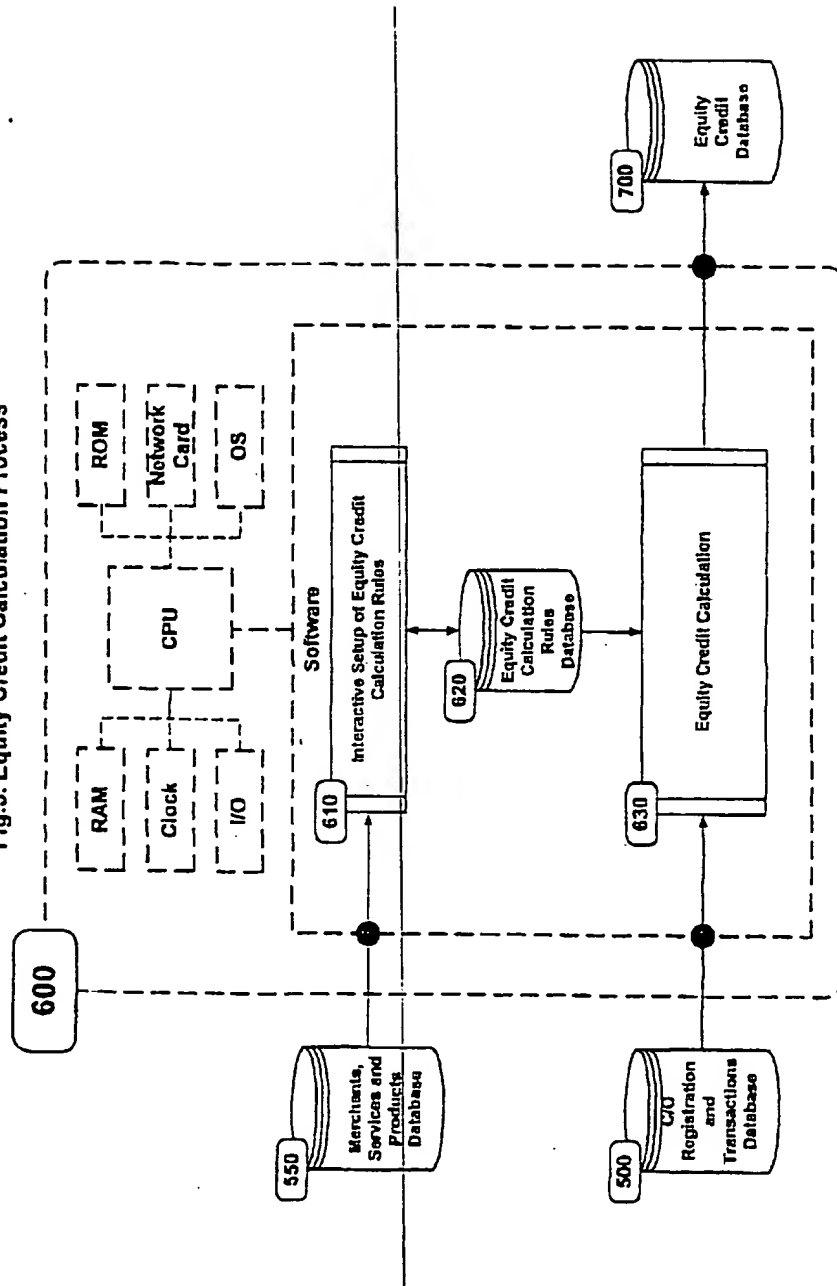 Fig.5. Equity Credit Calculation Process
600
RAM
Clock
I/O
CPU
ROM
Network
Card
OS
Software
550
Merchants,
Services and
Products
Database
610
Interactive Setup of Equity Credit
Calculation Rules
620
Equity Credit
Calculation
Rules
Database
500
C/O
Registration
and
Transactions
Database
630
Equity Credit Calculation
700
Equity
Credit
Database